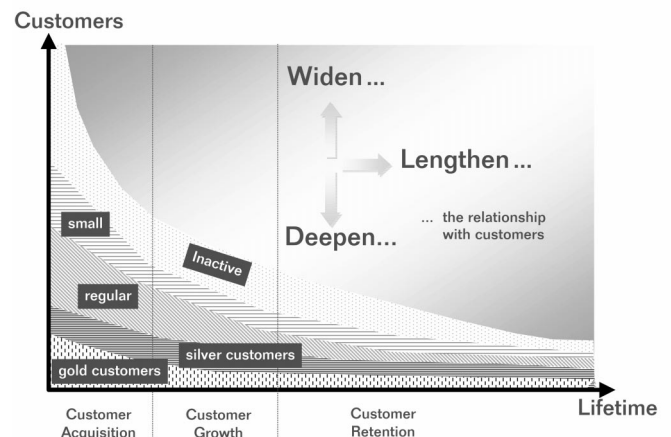 Customers
Widen ...
Lengthen ...
Deepen...
... the relationship
with customers
small
Inactive
regular
silver customers
gold customers
Lifetime
Customer
Acquisition
Customer
Growth
Customer
Retention